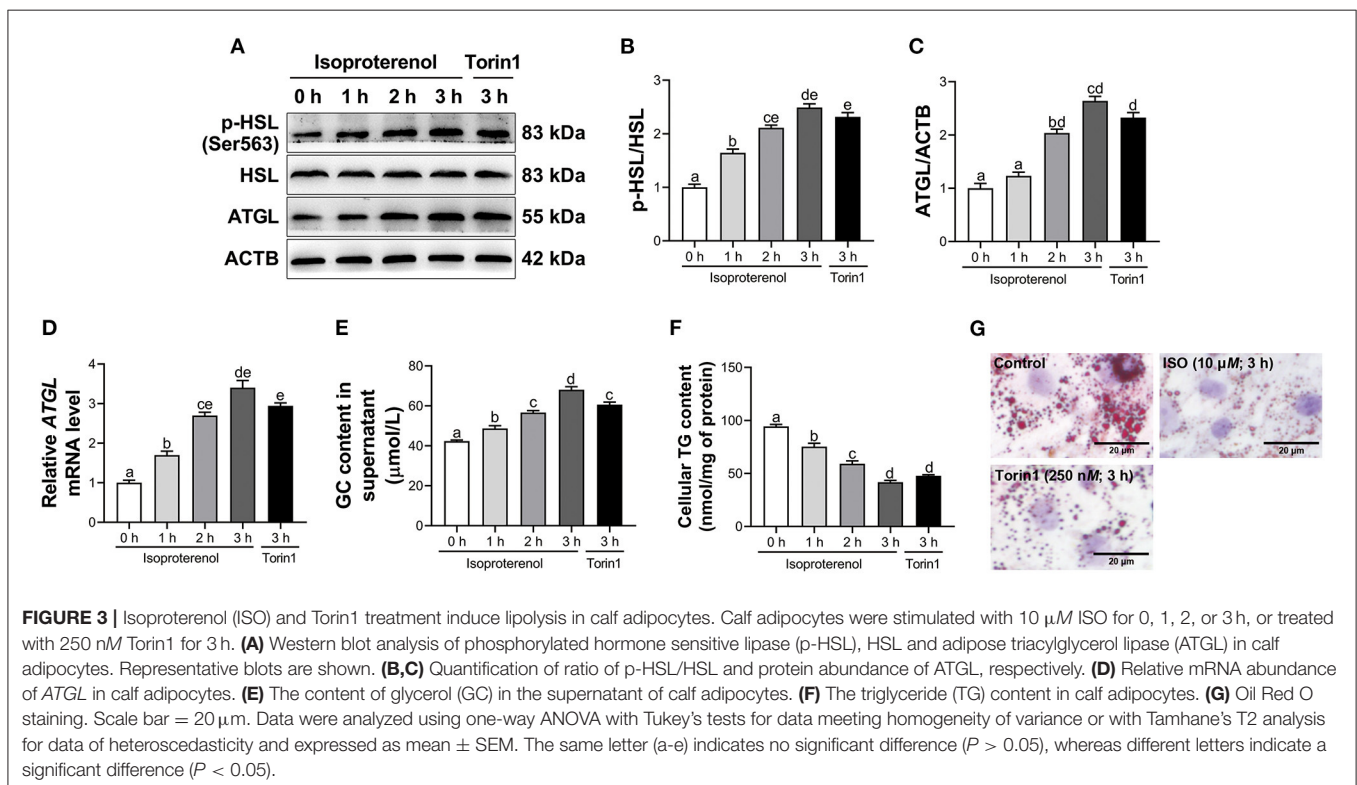 A
Isoproterenol Torin1
0 h 1 h 2 h 3 h 3 h
p-HSL
(Ser563)
83 kDa
HSL 83 kDa
ATGL 55 kDa
ACTB 42 kDa
B
p-HSL/HSL
3
2
1
0
a b ce de e
0 h 1 h 2 h 3 h 3 h
Isoproterenol Torin1
C
ATGL/ACTB
3
2
1
0
a a bd cd d
0 h 1 h 2 h 3 h 3 h
Isoproterenol Torin1
D
Relative ATGL
mRNA level
4
3
2
1
0
a b ce de e
0 h 1 h 2 h 3 h 3 h
Isoproterenol Torin1
E
GC content in
supernatant
(μmol/L)
80
60
40
20
0
a b c d c
0 h 1 h 2 h 3 h 3 h
Isoproterenol Torin1
F
Cellular TG content
(nmol/mg of protein)
150
100
50
0
a b c d d
0 h 1 h 2 h 3 h 3 h
Isoproterenol Torin1
G
Control
20 μm
ISO (10 μM; 3 h)
20 μm
Torin1 (250 nM; 3 h)
20 μm
FIGURE 3 | Isoproterenol (ISO) and Torin1 treatment induce lipolysis in calf adipocytes. Calf adipocytes were stimulated with 10 μM ISO for 0, 1, 2, or 3 h, or treated
with 250 nM Torin1 for 3 h. (A) Western blot analysis of phosphorylated hormone sensitive lipase (p-HSL), HSL and adipose triacylglycerol lipase (ATGL) in calf
adipocytes. Representative blots are shown. (B,C) Quantification of ratio of p-HSL/HSL and protein abundance of ATGL, respectively. (D) Relative mRNA abundance
of ATGL in calf adipocytes. (E) The content of glycerol (GC) in the supernatant of calf adipocytes. (F) The triglyceride (TG) content in calf adipocytes. (G) Oil Red O
staining. Scale bar = 20 μm. Data were analyzed using one-way ANOVA with Tukey's tests for data meeting homogeneity of variance or with Tamhane's T2 analysis
for data of heteroscedasticity and expressed as mean ± SEM. The same letter (a-e) indicates no significant difference (P > 0.05), whereas different letters indicate a
significant difference (P < 0.05).